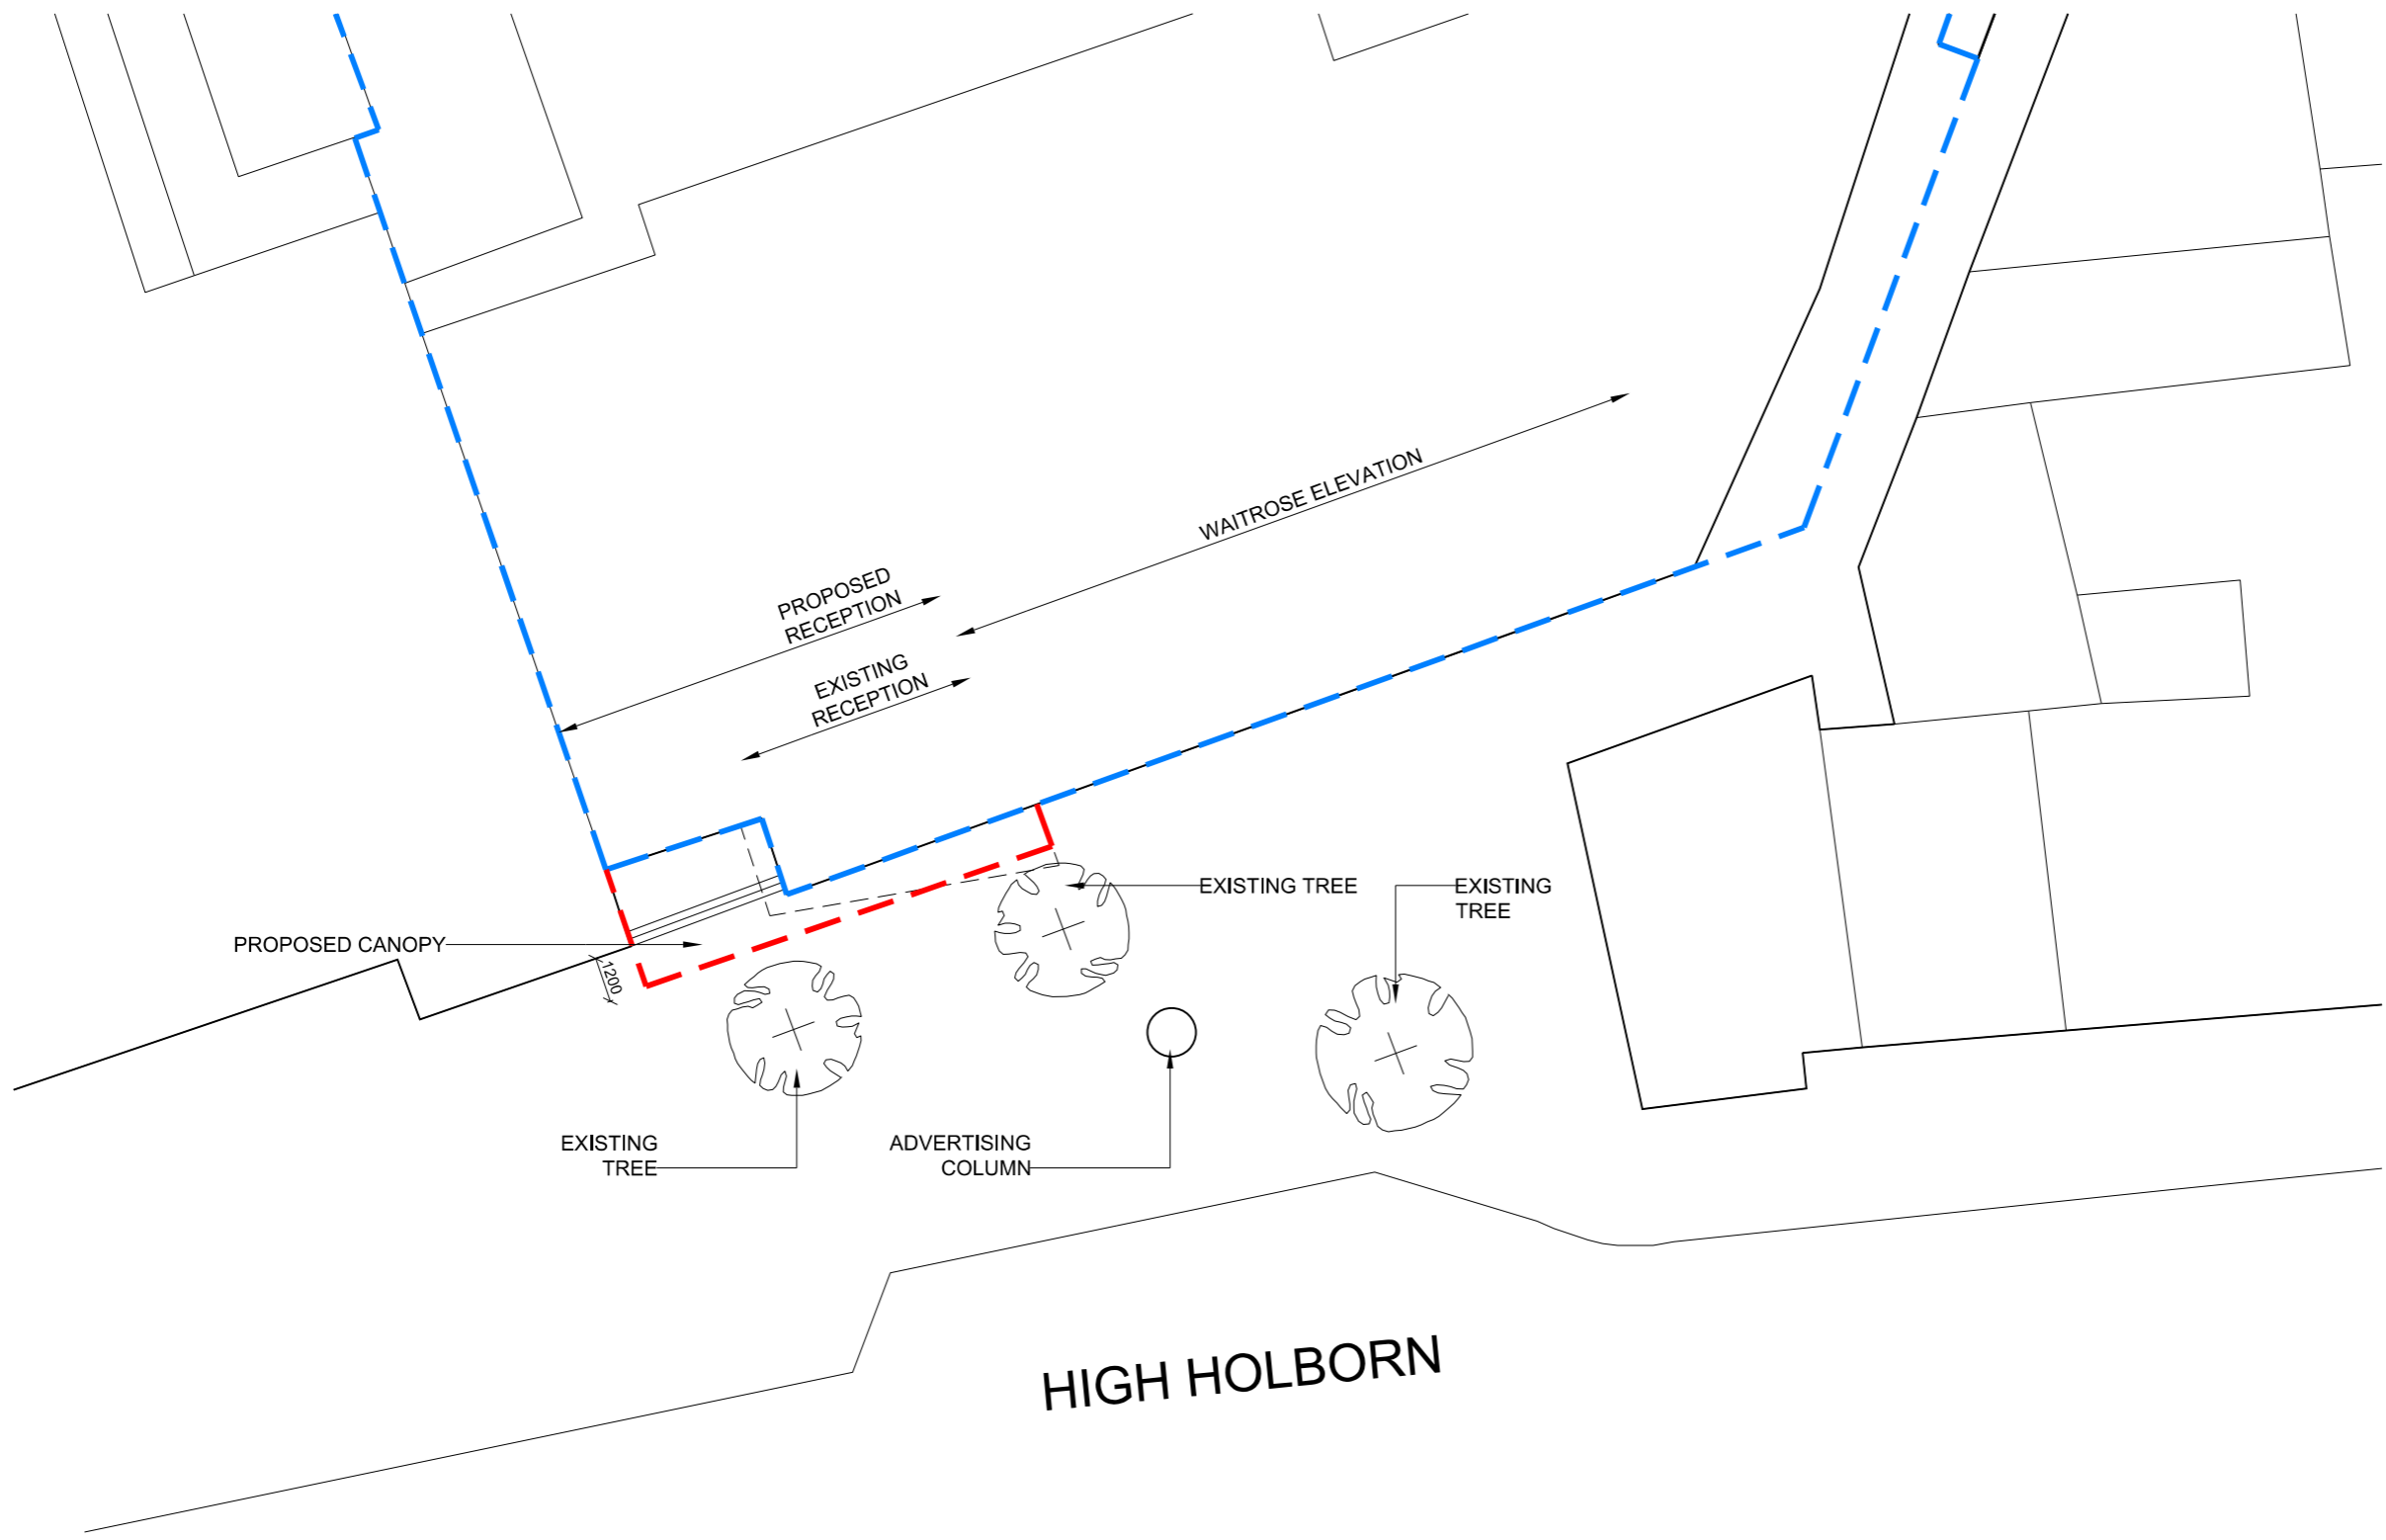 WAITROSE ELEVATION
PROPOSED
RECEPTION
EXISTING
RECEPTION
EXISTING TREE
EXISTING
TREE
PROPOSED CANOPY
1200
EXISTING
TREE
ADVERTISING
COLUMN
HIGH HOLBORN